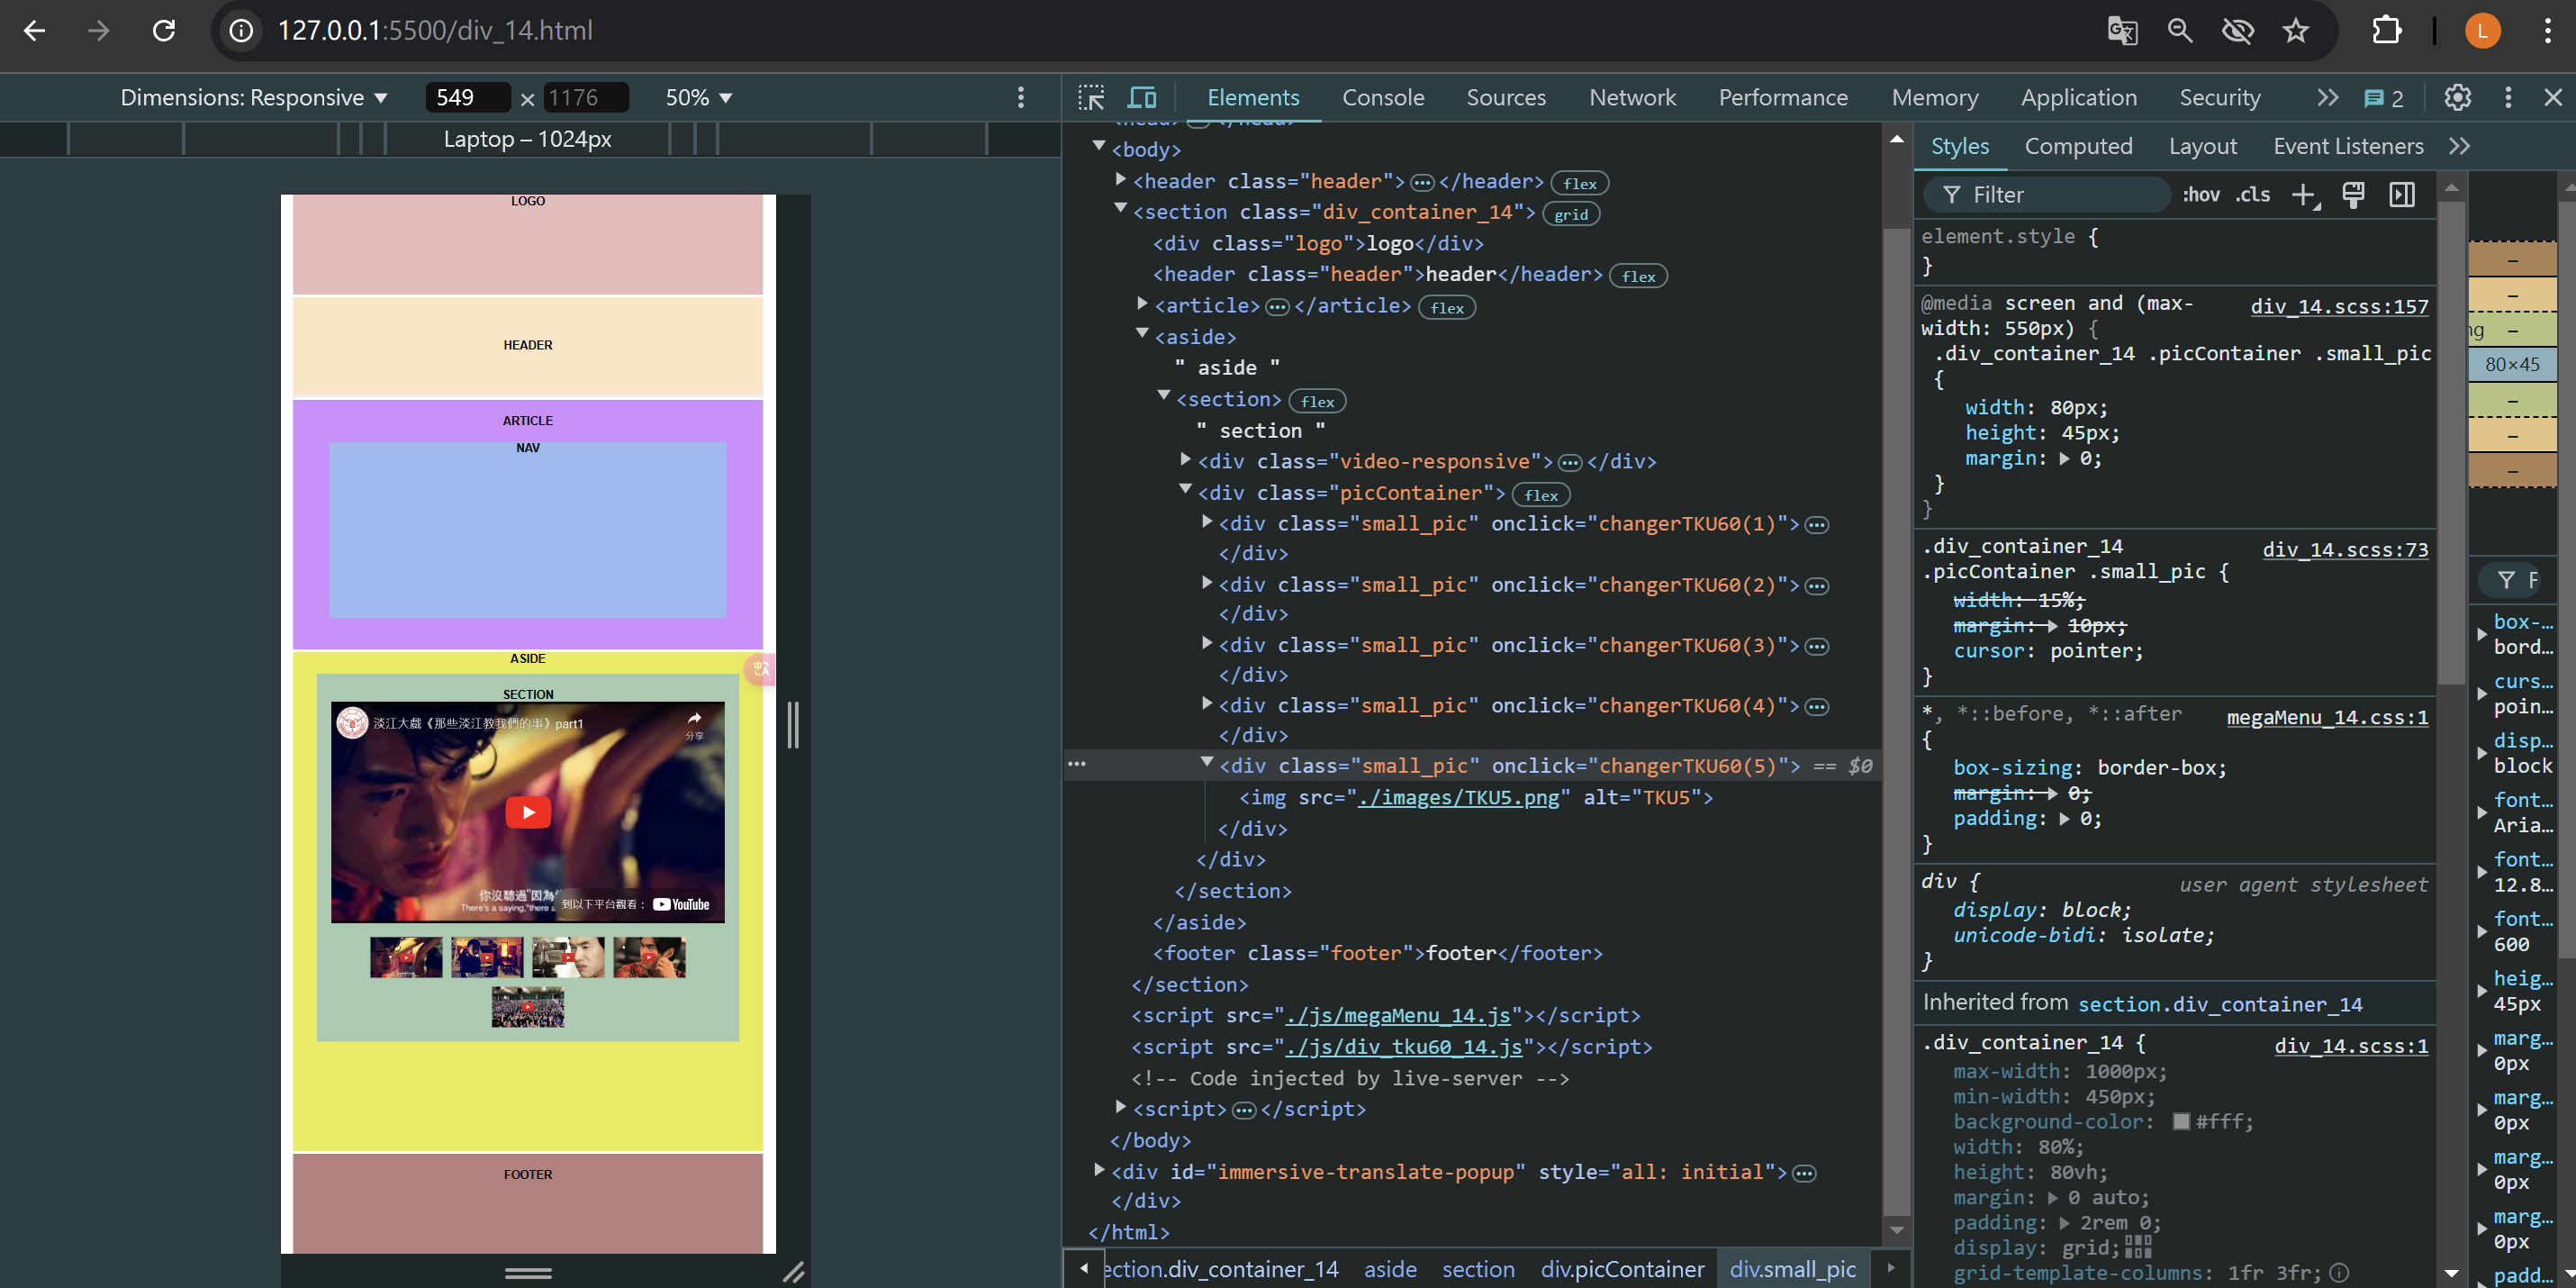 127.0.0.1:5500/div_14.html
L
Dimensions: Responsive
549 × 1176
50%
Elements Console Sources Network Performance Memory Application Security
2
Laptop – 1024px
LOGO
HEADER
ARTICLE
NAV
ASIDE
SECTION
淡江大戲《那些淡江教我們的事》part1
分享
到以下平台觀看：
YouTube
FOOTER
<body>
<header class="header"> ⋯ </header> flex
<section class="div_container_14"> grid
<div class="logo">logo</div>
<header class="header">header</header> flex
<article> ⋯ </article> flex
<aside>
" aside "
<section> flex
" section "
<div class="video-responsive"> ⋯ </div>
<div class="picContainer"> flex
<div class="small_pic" onclick="changerTKU60(1)"> ⋯
</div>
<div class="small_pic" onclick="changerTKU60(2)"> ⋯
</div>
<div class="small_pic" onclick="changerTKU60(3)"> ⋯
</div>
<div class="small_pic" onclick="changerTKU60(4)"> ⋯
</div>
<div class="small_pic" onclick="changerTKU60(5)"> == $0
<img src="./images/TKU5.png" alt="TKU5">
</div>
</div>
</section>
</aside>
<footer class="footer">footer</footer>
</section>
<script src="./js/megaMenu_14.js"></script>
<script src="./js/div_tku60_14.js"></script>
<!-- Code injected by live-server -->
<script> ⋯ </script>
</body>
<div id="immersive-translate-popup" style="all: initial"> ⋯
</div>
</html>
ection.div_container_14 aside section div.picContainer div.small_pic
Styles Computed Layout Event Listeners
Filter
:hov .cls
element.style {
}
@media screen and (max- div_14.scss:157
width: 550px) {
.div_container_14 .picContainer .small_pic
{
width: 80px;
height: 45px;
margin: 0;
}
}
.div_container_14 div_14.scss:73
.picContainer .small_pic {
width: 15%;
margin: 10px;
cursor: pointer;
}
*, *::before, *::after megaMenu_14.css:1
{
box-sizing: border-box;
margin: 0;
padding: 0;
}
div { user agent stylesheet
display: block;
unicode-bidi: isolate;
}
Inherited from section.div_container_14
.div_container_14 { div_14.scss:1
max-width: 1000px;
min-width: 450px;
background-color: #fff;
width: 80%;
height: 80vh;
margin: 0 auto;
padding: 2rem 0;
display: grid;
grid-template-columns: 1fr 3fr;
–
–
ng –
80×45
–
–
–
F
box-…
bord…
curs…
poin…
disp…
block
font…
Aria…
font…
12.8…
font…
600
heig…
45px
marg…
0px
marg…
0px
marg…
0px
marg…
0px
padd…